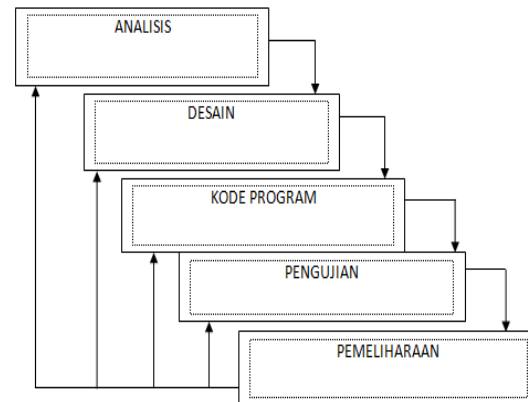 ANALISIS
DESAIN
KODE PROGRAM
PENGUJIAN
PEMELIHARAAN